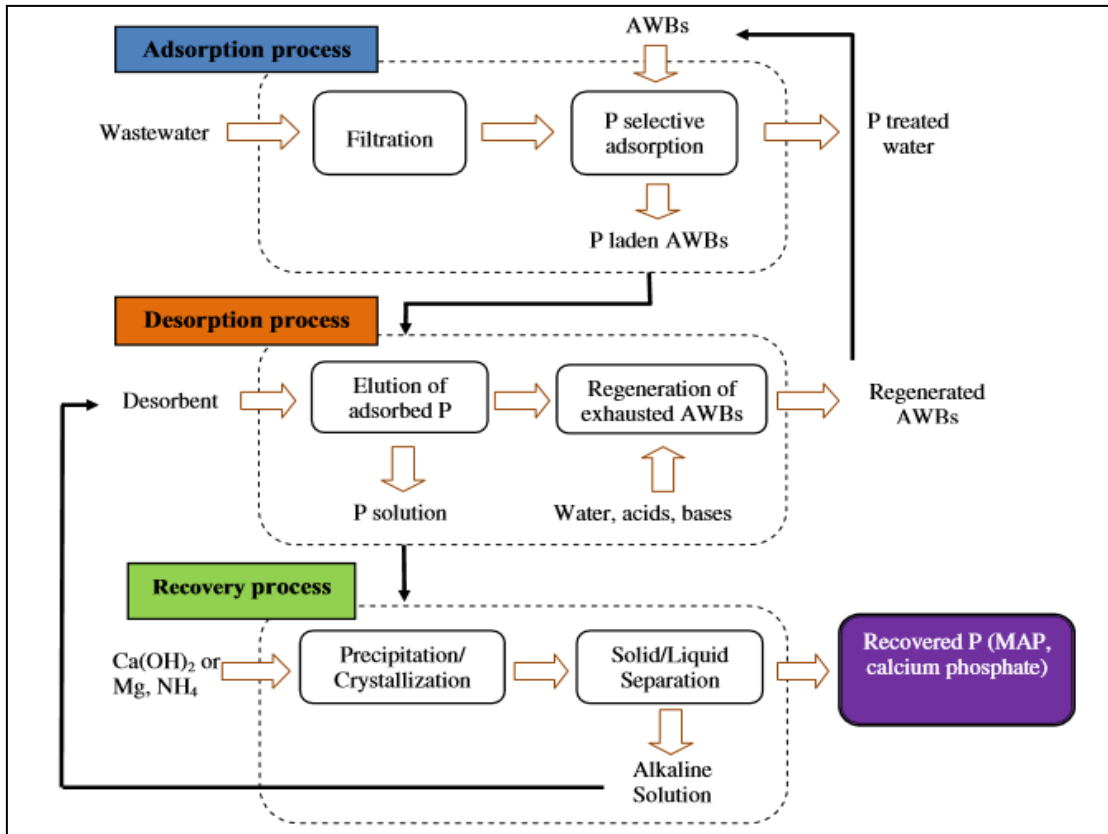 AWBs
Adsorption process
Wastewater
Filtration
P selective
adsorption
P treated
water
P laden AWBs
Desorption process
Desorbent
Elution of
adsorbed P
Regeneration of
exhausted AWBs
Regenerated
AWBs
P solution
Water, acids, bases
Recovery process
Ca(OH)₂ or
Mg, NH₄
Precipitation/
Crystallization
Solid/Liquid
Separation
Recovered P (MAP,
calcium phosphate)
Alkaline
Solution